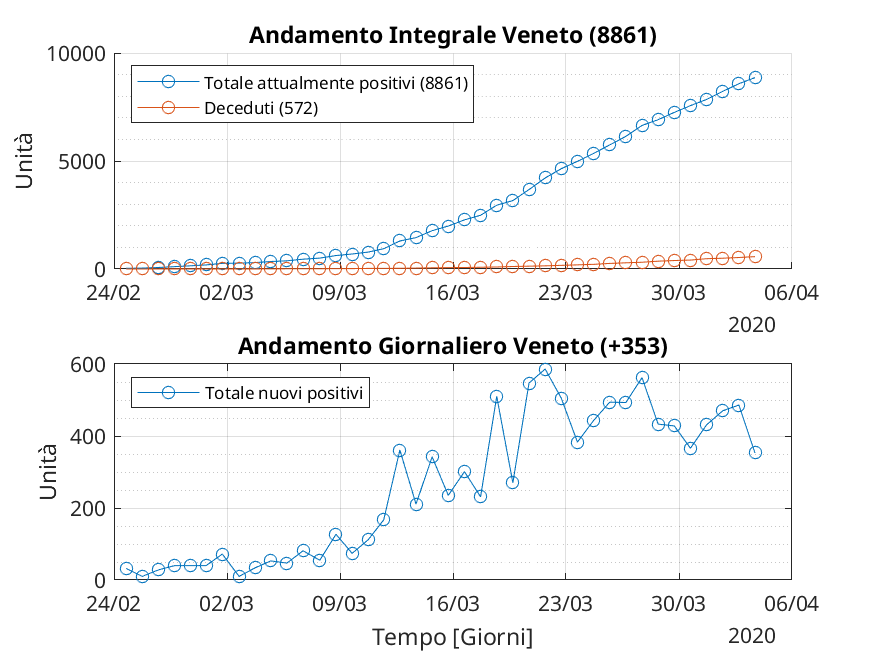 Andamento Integrale Veneto (8861)
10000
5000
0
Unità
Totale attualmente positivi (8861)
Deceduti (572)
24/02 02/03 09/03 16/03 23/03 30/03 06/04
2020
Andamento Giornaliero Veneto (+353)
600
400
200
0
Unità
Totale nuovi positivi
24/02 02/03 09/03 16/03 23/03 30/03 06/04
Tempo [Giorni]
2020